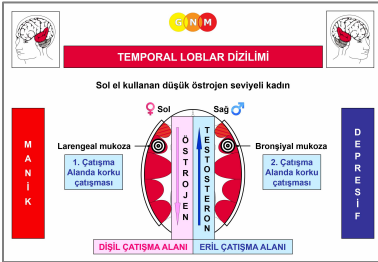 GNM
TEMPORAL LOBLAR DİZİLİMİ
Sol el kullanan düşük östrojen seviyeli kadın
♀ Sol
Sağ ♂
MANİK
Larengeal mukoza
1. Çatışma
Alanda korku
çatışması
ÖSTROJEN
TESTOSTERON
Bronşiyal mukoza
2. Çatışma
Alanda korku
çatışması
DEPRESİF
DİŞİL ÇATIŞMA ALANI
ERİL ÇATIŞMA ALANI